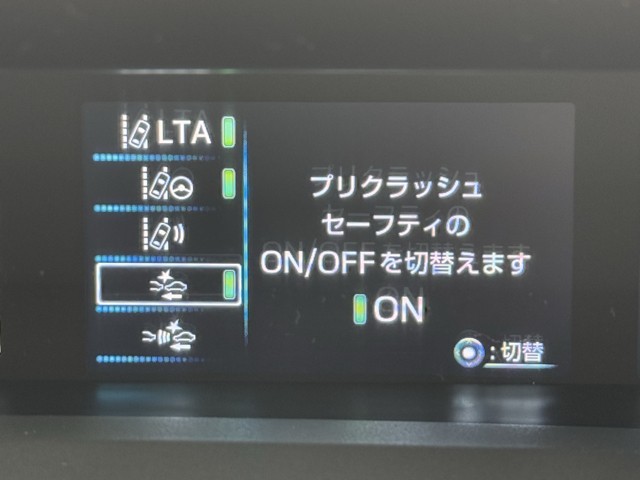 LTA
プリクラッシュ
セーフティの
ON/OFFを切替えます
ON
:切替